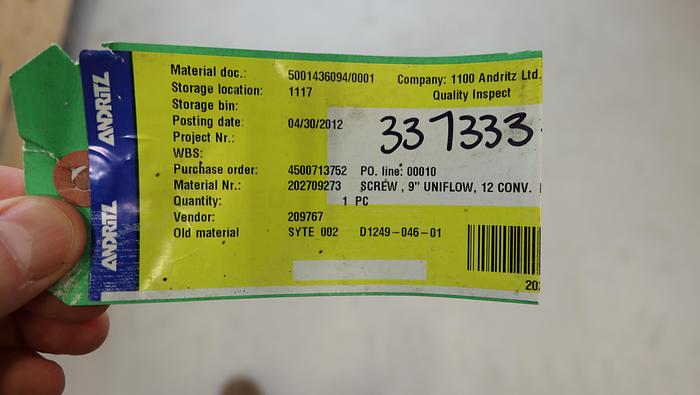 ANDRITZ
ANDRITZ
Material doc.: 5001436094/0001 Company: 1100 Andritz Ltd.
Storage location: 1117 Quality Inspect
Storage bin:
Posting date: 04/30/2012
337333
Project Nr.:
WBS:
Purchase order: 4500713752 PO. line: 00010
Material Nr.: 202709273 SCREW , 9" UNIFLOW, 12 CONV.
Quantity: 1 PC
Vendor: 209767
Old material SYTE 002 D1249-046-01
20